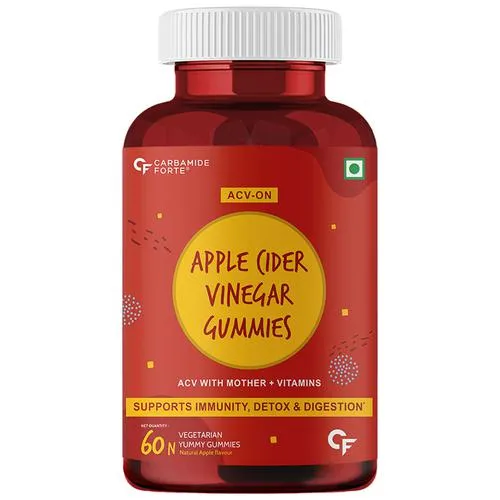 CF CARBAMIDE
FORTE®
ACV-ON
APPLE CIDER
VINEGAR
GUMMIES
ACV WITH MOTHER + VITAMINS
SUPPORTS IMMUNITY, DETOX & DIGESTION*
NET QUANTITY:
60 N
VEGETARIAN
YUMMY GUMMIES
Natural Apple flavour
CF